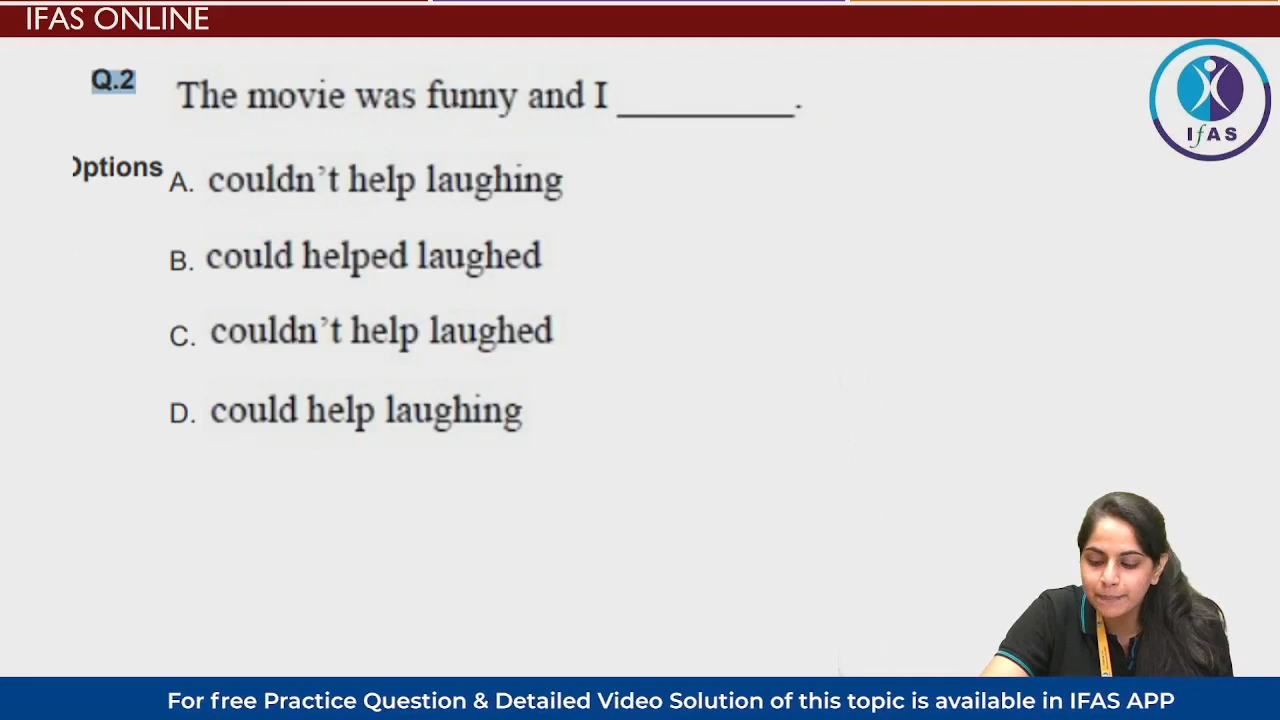 IFAS ONLINE
Q.2 The movie was funny and I __________.
Options
A. couldn't help laughing
B. could helped laughed
C. couldn't help laughed
D. could help laughing
IfAS
For free Practice Question & Detailed Video Solution of this topic is available in IFAS APP